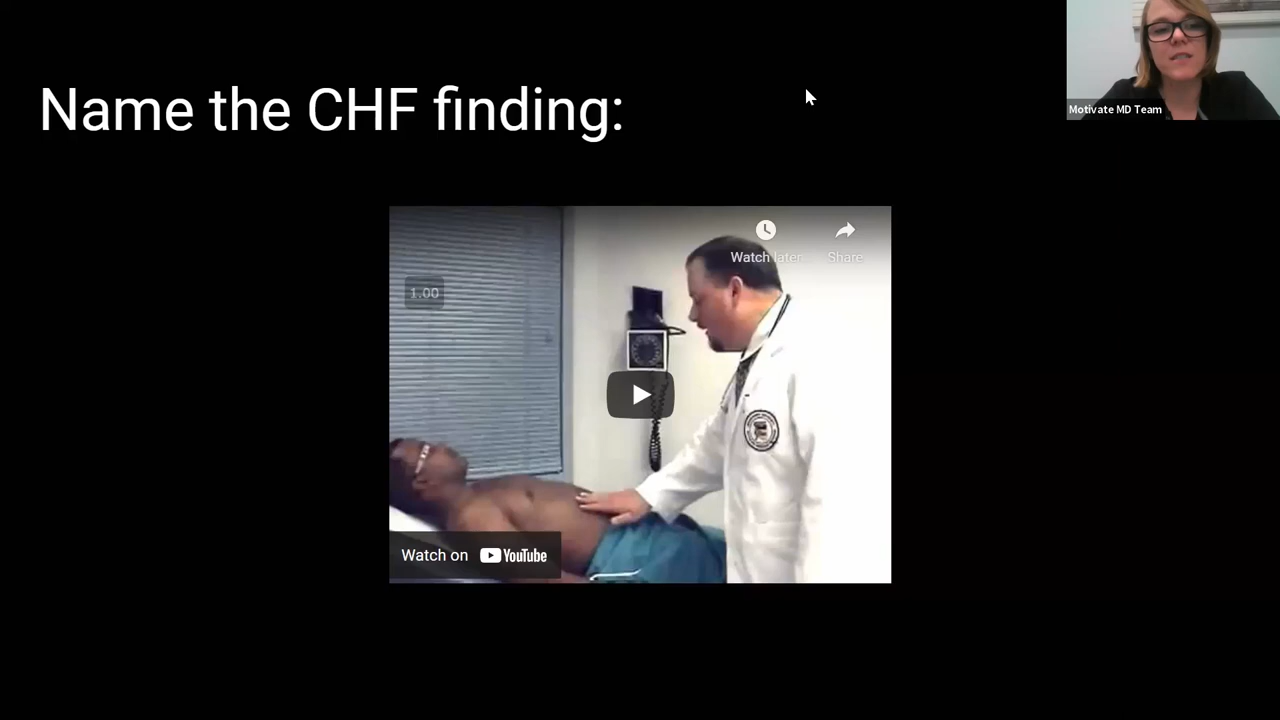 Name the CHF finding:
Motivate MD Team
Watch later
Share
1.00
Watch on YouTube